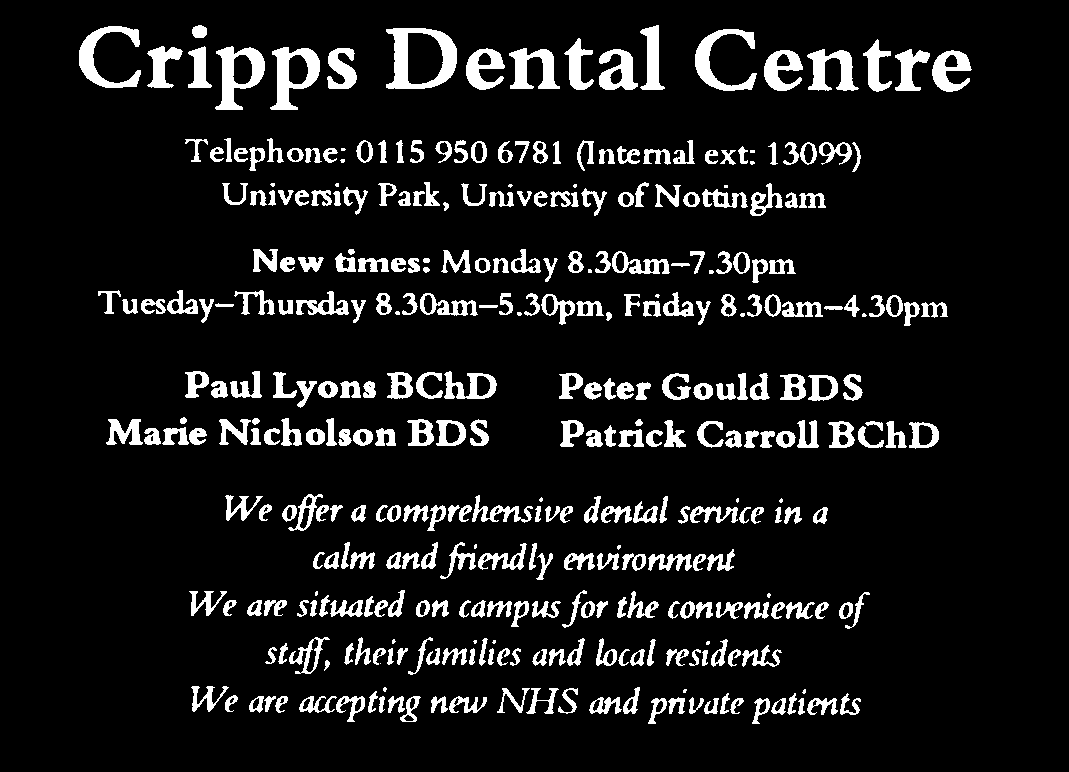 Cripps Dental Centre
Telephone: 0115 950 6781 (Internal ext: 13099)
University Park, University of Nottingham
New times: Monday 8.30am–7.30pm
Tuesday–Thursday 8.30am–5.30pm, Friday 8.30am–4.30pm
Paul Lyons BChD Peter Gould BDS
Marie Nicholson BDS Patrick Carroll BChD
We offer a comprehensive dental service in a
calm and friendly environment
We are situated on campus for the convenience of
staff, their families and local residents
We are accepting new NHS and private patients